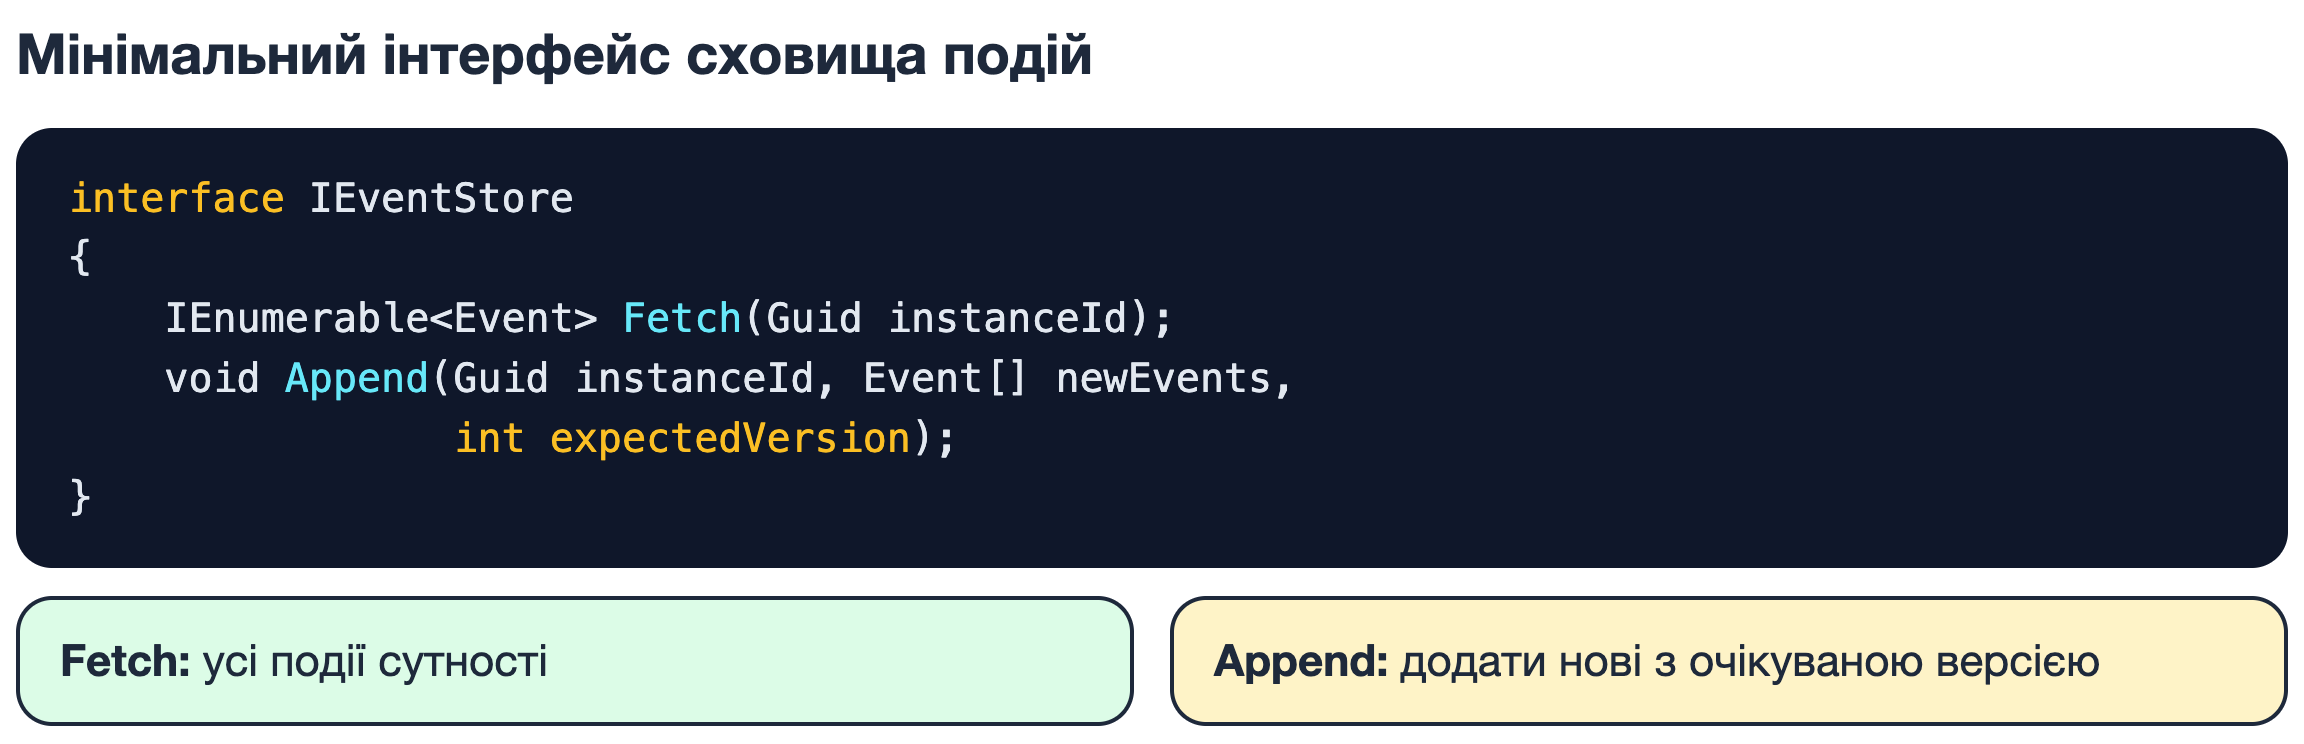 Мінімальний інтерфейс сховища подій
interface IEventStore
{
    IEnumerable<Event> Fetch(Guid instanceId);
    void Append(Guid instanceId, Event[] newEvents,
                int expectedVersion);
}
Fetch: усі події сутності
Append: додати нові з очікуваною версією